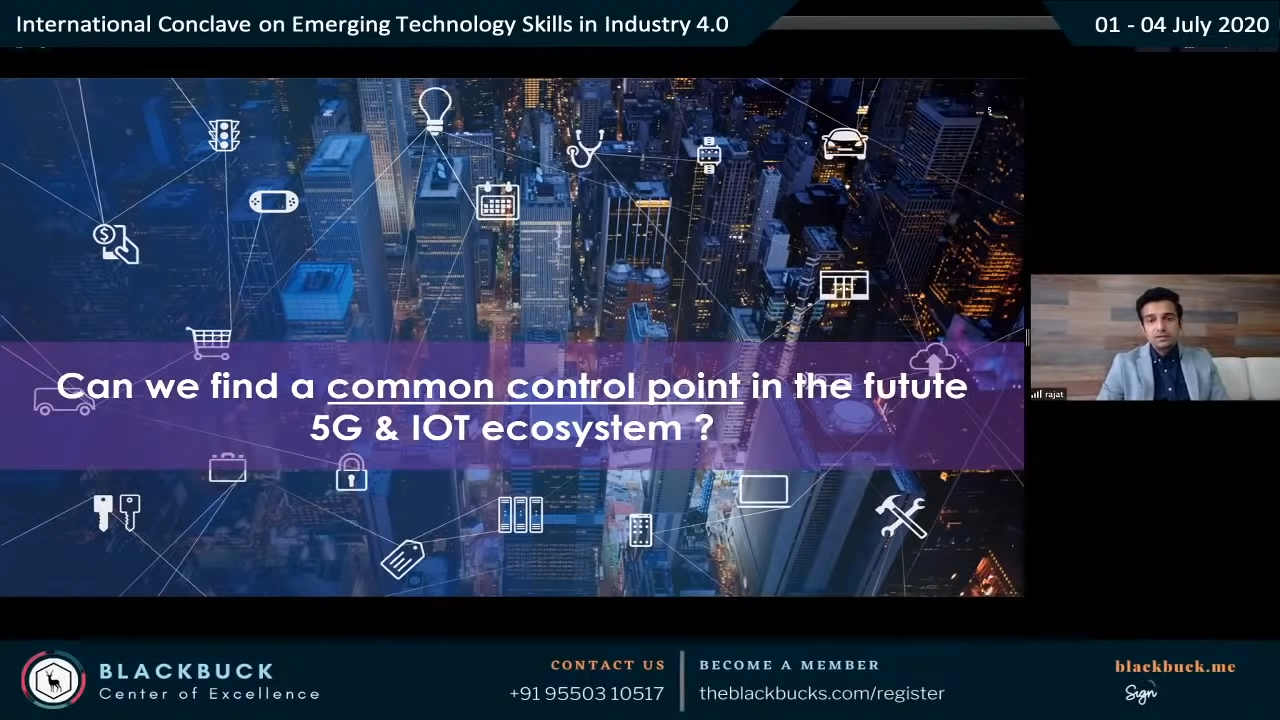 International Conclave on Emerging Technology Skills in Industry 4.0
01 - 04 July 2020
5
$
Can we find a common control point in the futute
5G & IOT ecosystem ?
rajat
BLACKBUCK
Center of Excellence
CONTACT US
+91 95503 10517
BECOME A MEMBER
theblackbucks.com/register
blackbuck.me
Sign